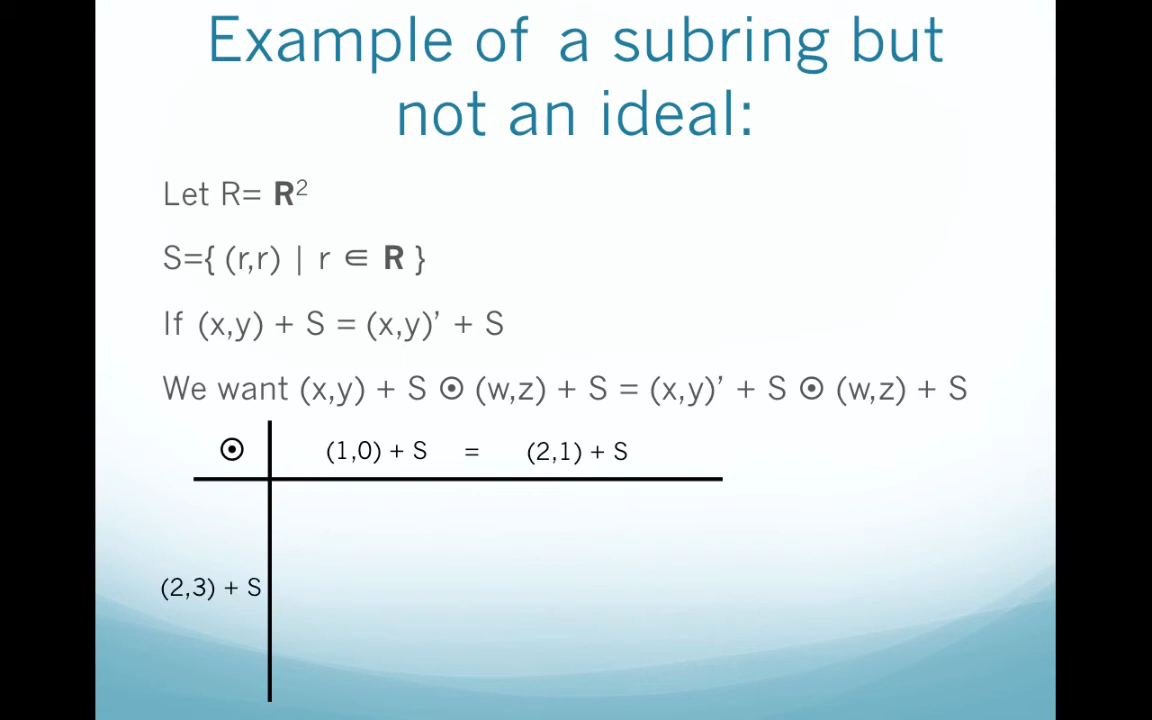 Example of a subring but
not an ideal:
Let R= R²
S={ (r,r) | r ∈ R }
If (x,y) + S = (x,y)’ + S
We want (x,y) + S ⊙ (w,z) + S = (x,y)’ + S ⊙ (w,z) + S
⊙ (1,0) + S = (2,1) + S
(2,3) + S